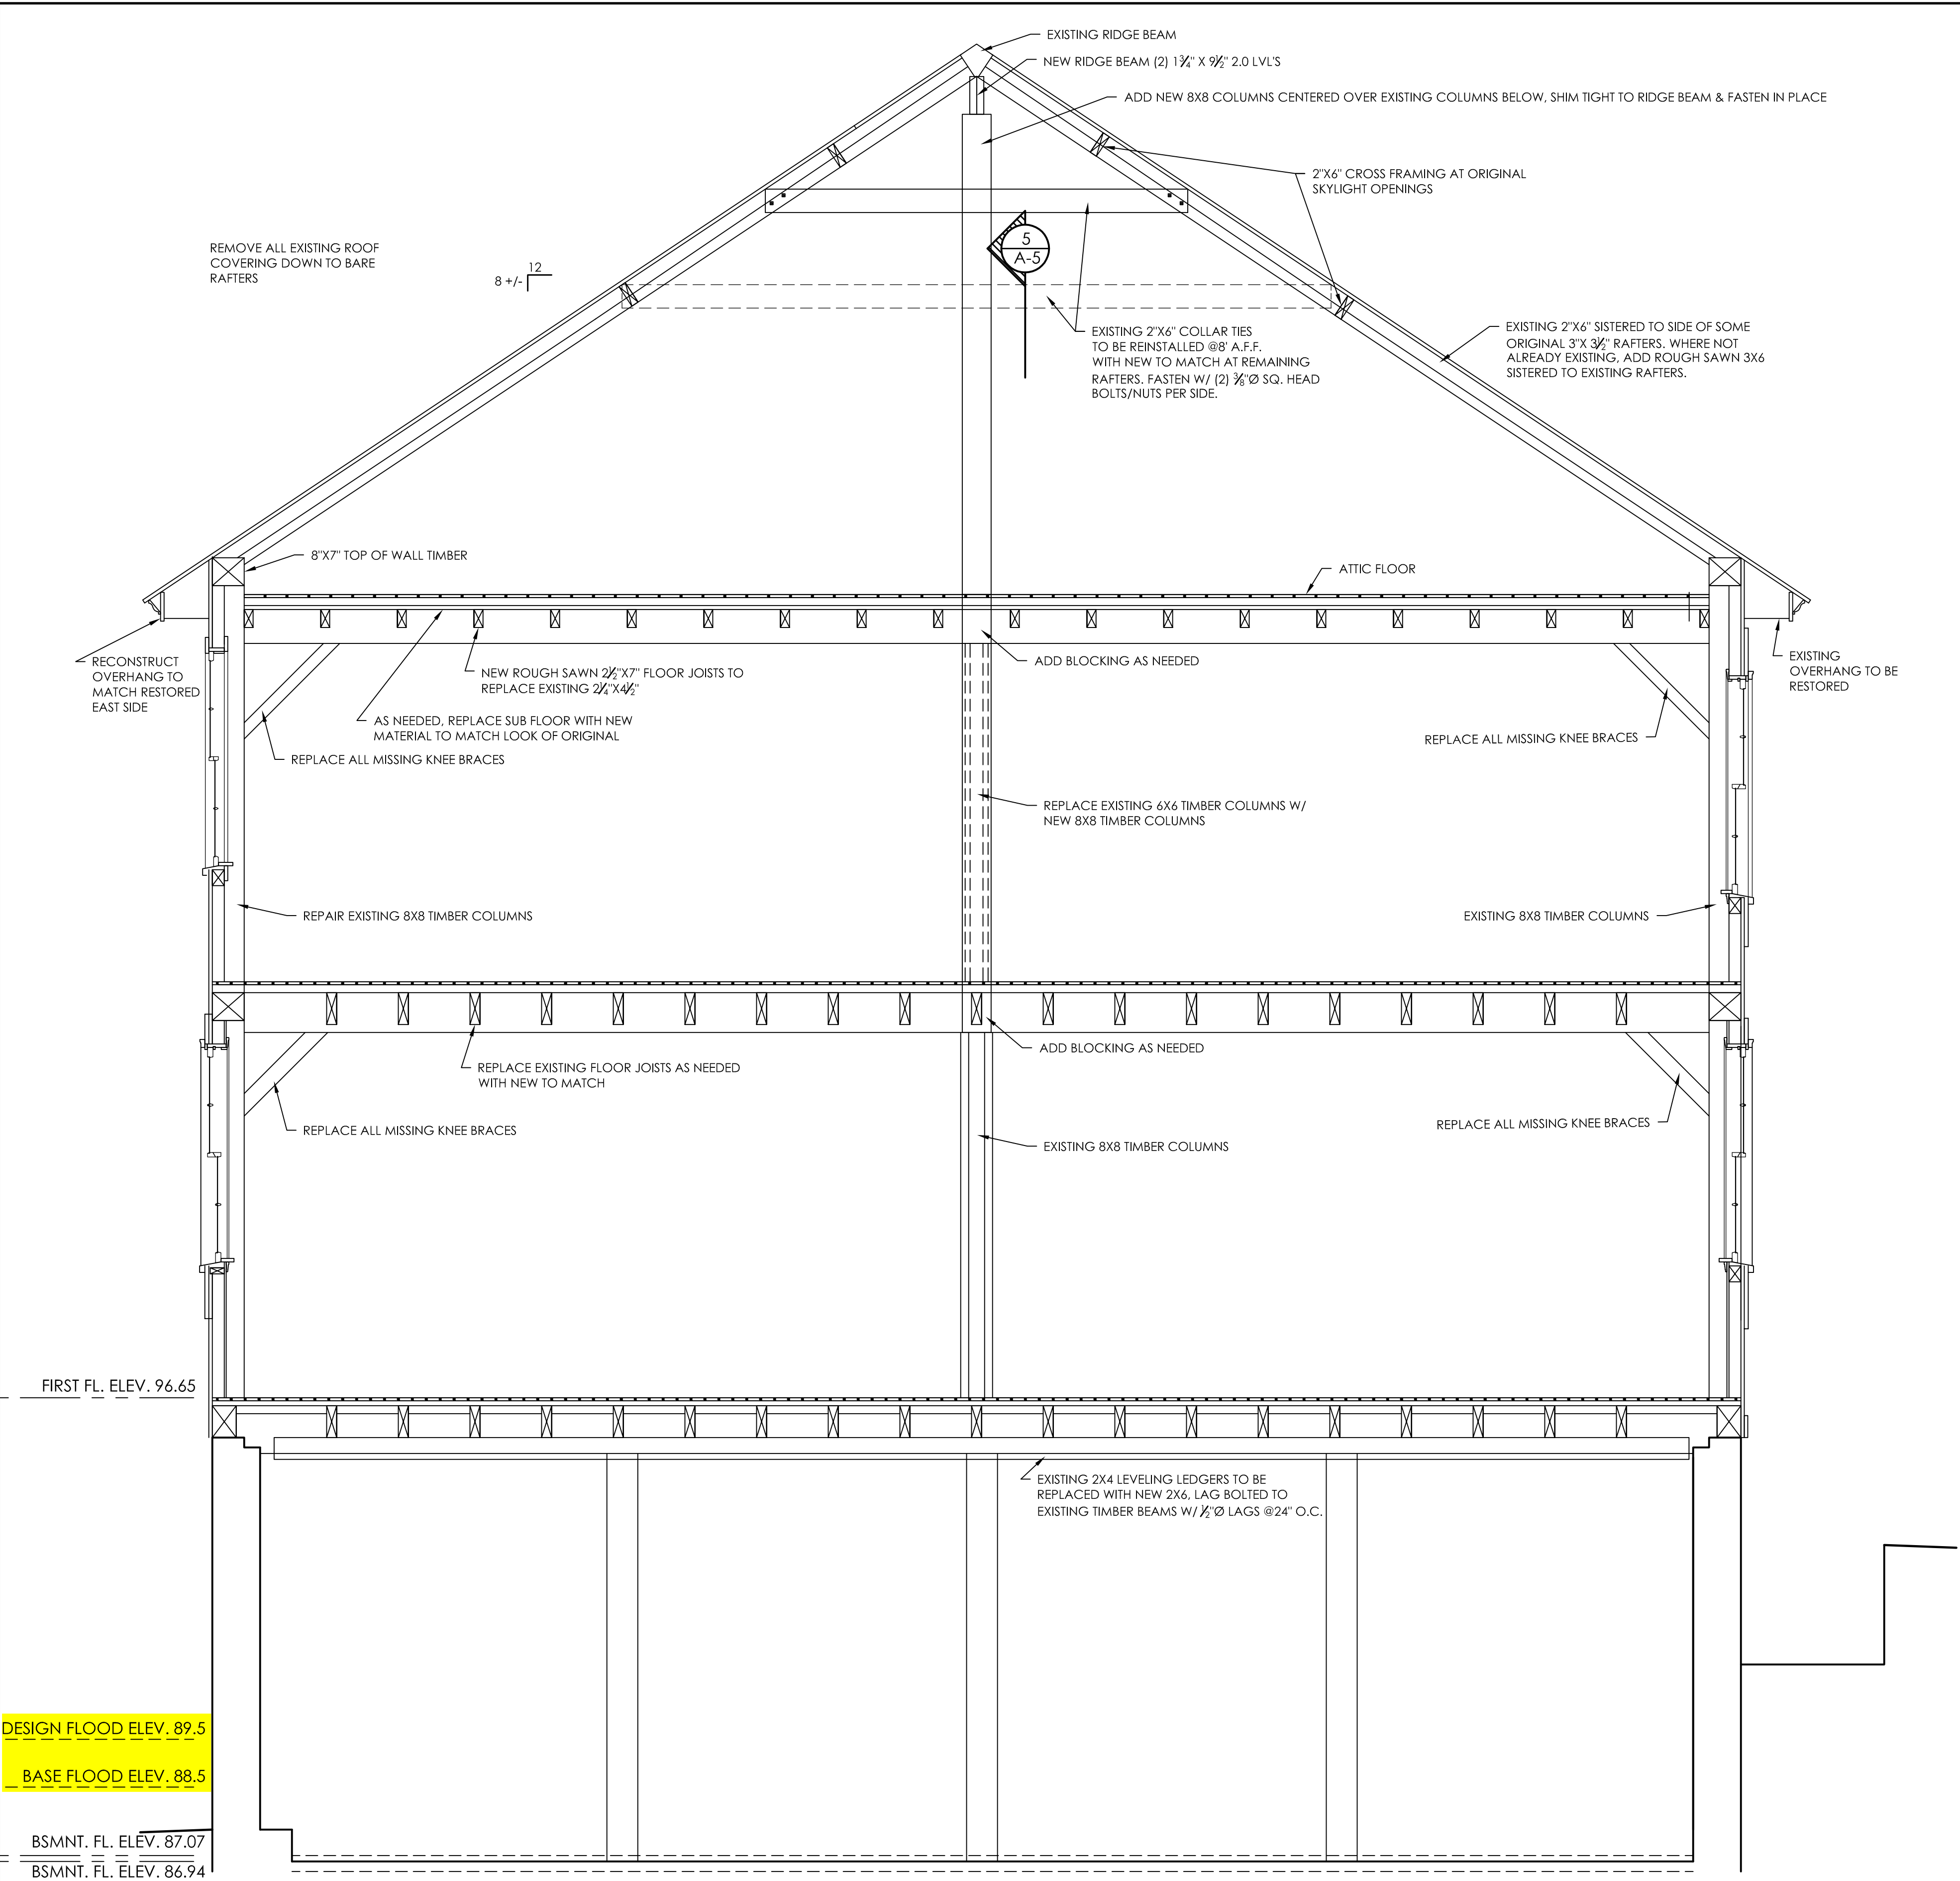 EXISTING RIDGE BEAM
NEW RIDGE BEAM (2) 1¾" X 9½" 2.0 LVL'S
ADD NEW 8X8 COLUMNS CENTERED OVER EXISTING COLUMNS BELOW, SHIM TIGHT TO RIDGE BEAM & FASTEN IN PLACE
2"X6" CROSS FRAMING AT ORIGINAL
SKYLIGHT OPENINGS
REMOVE ALL EXISTING ROOF
COVERING DOWN TO BARE
RAFTERS
12
8 +/-
5
A-5
EXISTING 2"X6" COLLAR TIES
TO BE REINSTALLED @8' A.F.F.
WITH NEW TO MATCH AT REMAINING
RAFTERS. FASTEN W/ (2) ⅜"Ø SQ. HEAD
BOLTS/NUTS PER SIDE.
EXISTING 2"X6" SISTERED TO SIDE OF SOME
ORIGINAL 3"X 3½" RAFTERS. WHERE NOT
ALREADY EXISTING, ADD ROUGH SAWN 3X6
SISTERED TO EXISTING RAFTERS.
8"X7" TOP OF WALL TIMBER
ATTIC FLOOR
RECONSTRUCT
OVERHANG TO
MATCH RESTORED
EAST SIDE
NEW ROUGH SAWN 2½"X7" FLOOR JOISTS TO
REPLACE EXISTING 2¼"X4½"
ADD BLOCKING AS NEEDED
EXISTING
OVERHANG TO BE
RESTORED
AS NEEDED, REPLACE SUB FLOOR WITH NEW
MATERIAL TO MATCH LOOK OF ORIGINAL
REPLACE ALL MISSING KNEE BRACES
REPLACE ALL MISSING KNEE BRACES
REPLACE EXISTING 6X6 TIMBER COLUMNS W/
NEW 8X8 TIMBER COLUMNS
REPAIR EXISTING 8X8 TIMBER COLUMNS
EXISTING 8X8 TIMBER COLUMNS
ADD BLOCKING AS NEEDED
REPLACE EXISTING FLOOR JOISTS AS NEEDED
WITH NEW TO MATCH
REPLACE ALL MISSING KNEE BRACES
REPLACE ALL MISSING KNEE BRACES
EXISTING 8X8 TIMBER COLUMNS
FIRST FL. ELEV. 96.65
EXISTING 2X4 LEVELING LEDGERS TO BE
REPLACED WITH NEW 2X6, LAG BOLTED TO
EXISTING TIMBER BEAMS W/ ½"Ø LAGS @24" O.C.
DESIGN FLOOD ELEV. 89.5
BASE FLOOD ELEV. 88.5
BSMNT. FL. ELEV. 87.07
BSMNT. FL. ELEV. 86.94